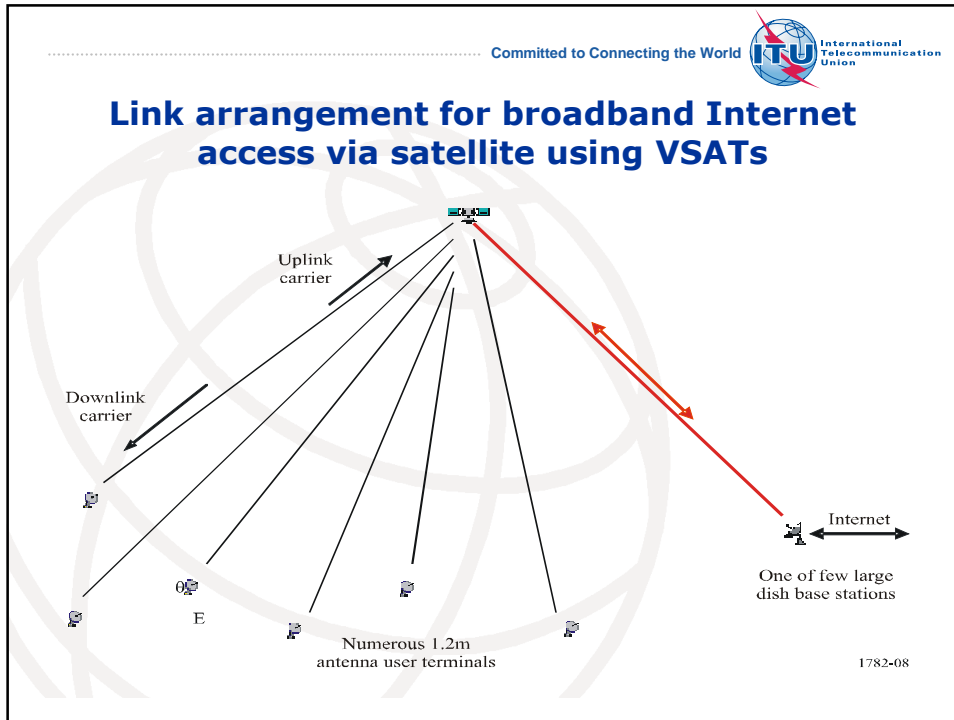 Committed to Connecting the World
ITU
International
Telecommunication
Union
Link arrangement for broadband Internet
access via satellite using VSATs
Uplink
carrier
Downlink
carrier
Internet
One of few large
dish base stations
θ
E
Numerous 1.2m
antenna user terminals
1782-08